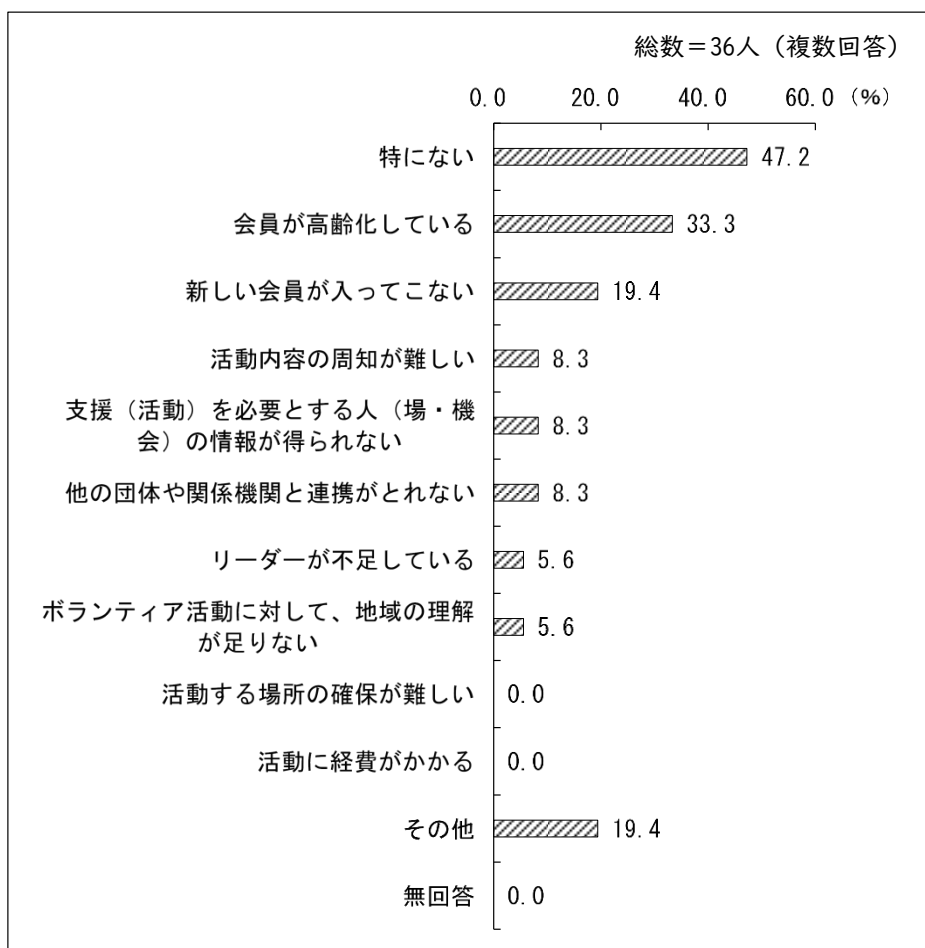 総数＝36人（複数回答）
0.0 20.0 40.0 60.0 （%）
特にない 47.2
会員が高齢化している 33.3
新しい会員が入ってこない 19.4
活動内容の周知が難しい 8.3
支援（活動）を必要とする人（場・機
会）の情報が得られない 8.3
他の団体や関係機関と連携がとれない 8.3
リーダーが不足している 5.6
ボランティア活動に対して、地域の理解
が足りない 5.6
活動する場所の確保が難しい 0.0
活動に経費がかかる 0.0
その他 19.4
無回答 0.0